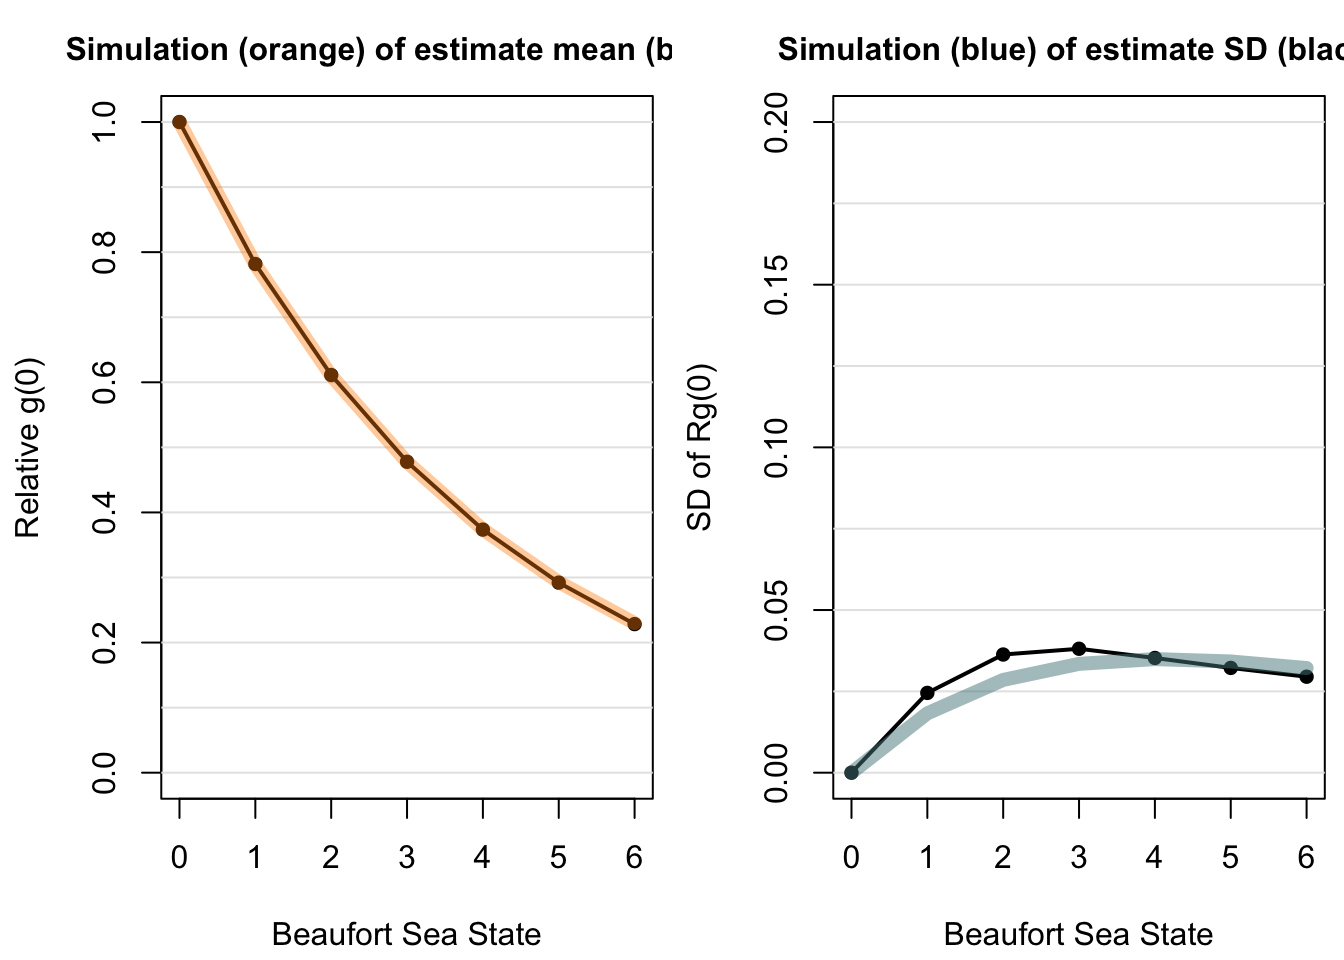 Simulation (orange) of estimate mean (b
Relative g(0)
1.0
0.8
0.6
0.4
0.2
0.0
0 1 2 3 4 5 6
Beaufort Sea State
Simulation (blue) of estimate SD (blac
SD of Rg(0)
0.20
0.15
0.10
0.05
0.00
0 1 2 3 4 5 6
Beaufort Sea State